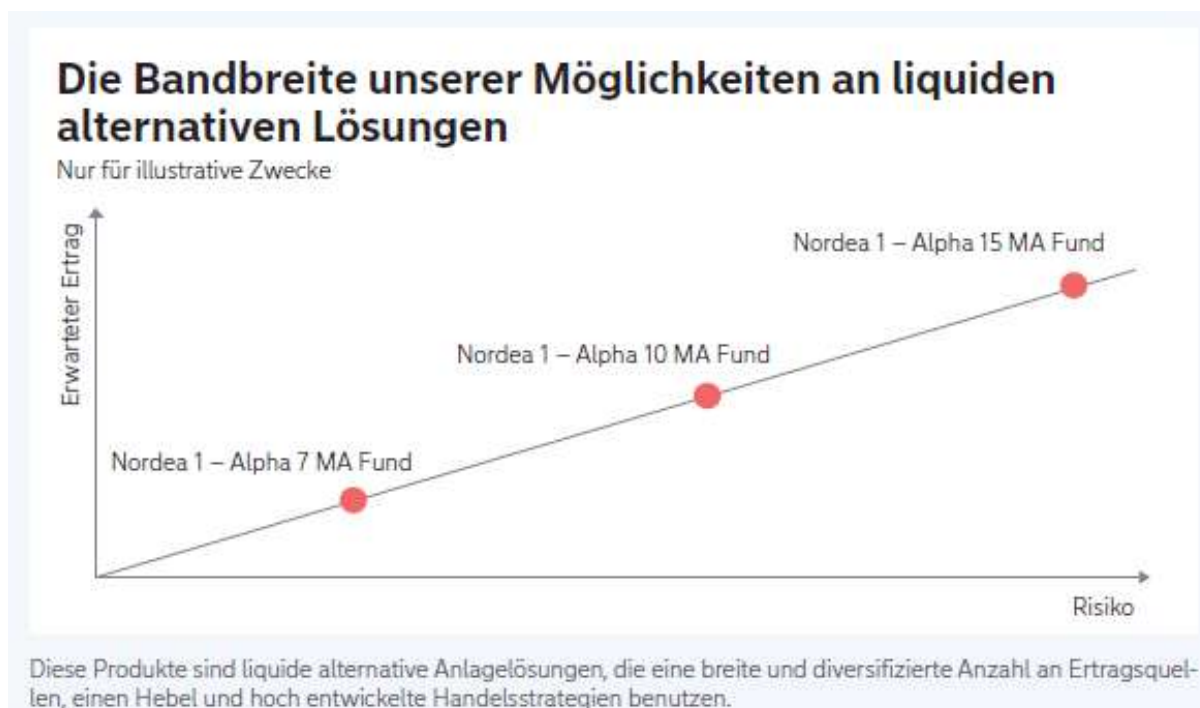 Die Bandbreite unserer Möglichkeiten an liquiden
alternativen Lösungen
Nur für illustrative Zwecke
Erwarteter Ertrag
Nordea 1 – Alpha 15 MA Fund
Nordea 1 – Alpha 10 MA Fund
Nordea 1 – Alpha 7 MA Fund
Risiko
Diese Produkte sind liquide alternative Anlagelösungen, die eine breite und diversifizierte Anzahl an Ertragsquel-
len, einen Hebel und hoch entwickelte Handelsstrategien benutzen.